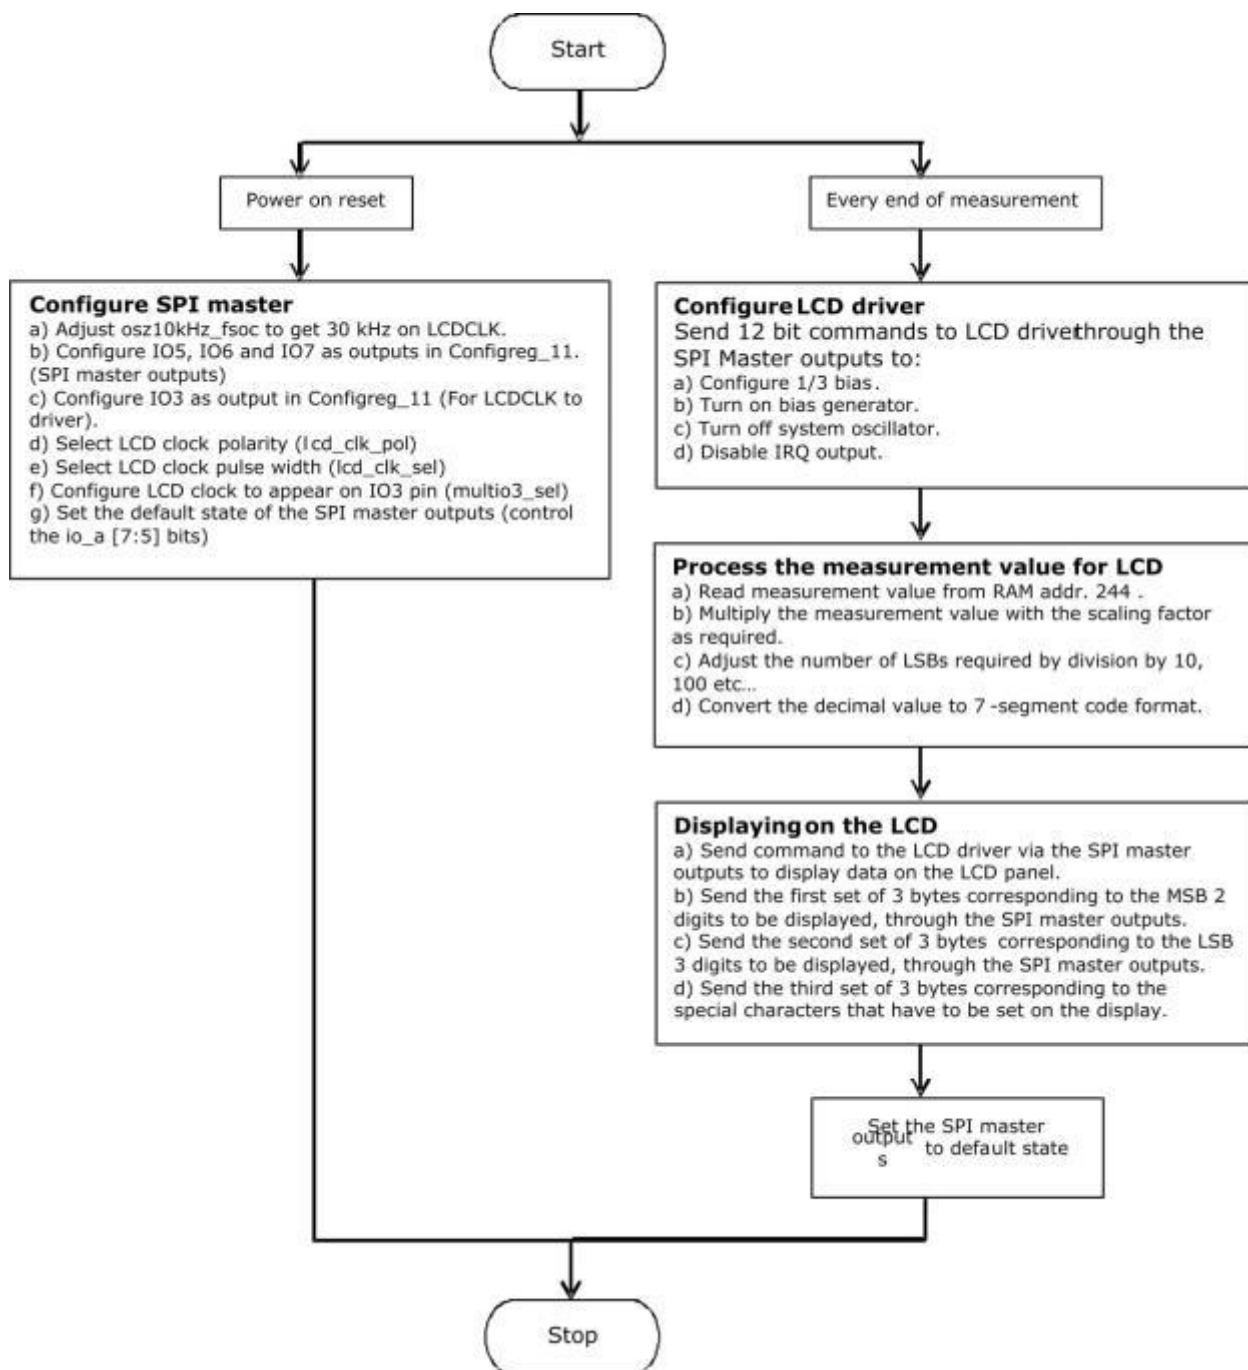 Start
Power on reset
Every end of measurement
Configure SPI master
a) Adjust osz10kHz_fsoc to get 30 kHz on LCDCLK.
b) Configure IO5, IO6 and IO7 as outputs in Configreg_11.
(SPI master outputs)
c) Configure IO3 as output in Configreg_11 (For LCDCLK to
driver).
d) Select LCD clock polarity (lcd_clk_pol)
e) Select LCD clock pulse width (lcd_clk_sel)
f) Configure LCD clock to appear on IO3 pin (multio3_sel)
g) Set the default state of the SPI master outputs (control
the io_a [7:5] bits)
Configure LCD driver
Send 12 bit commands to LCD drivethrough the
SPI Master outputs to:
a) Configure 1/3 bias.
b) Turn on bias generator.
c) Turn off system oscillator.
d) Disable IRQ output.
Process the measurement value for LCD
a) Read measurement value from RAM addr. 244 .
b) Multiply the measurement value with the scaling factor
as required.
c) Adjust the number of LSBs required by division by 10,
100 etc...
d) Convert the decimal value to 7 -segment code format.
Displaying on the LCD
a) Send command to the LCD driver via the SPI master
outputs to display data on the LCD panel.
b) Send the first set of 3 bytes corresponding to the MSB 2
digits to be displayed, through the SPI master outputs.
c) Send the second set of 3 bytes corresponding to the LSB
3 digits to be displayed, through the SPI master outputs.
d) Send the third set of 3 bytes corresponding to the
special characters that have to be set on the display.
Set the SPI master
output
s to default state
Stop